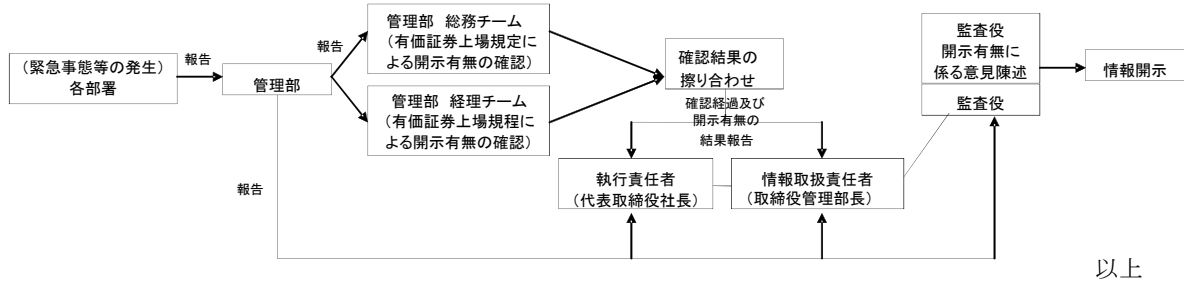 (緊急事態等の発生)
各部署
報告
管理部
報告
管理部 総務チーム
(有価証券上場規定に
よる開示有無の確認)
管理部 経理チーム
(有価証券上場規程に
よる開示有無の確認)
確認結果の
擦り合わせ
確認経過及び
開示有無の
結果報告
執行責任者
(代表取締役社長)
情報取扱責任者
(取締役管理部長)
監査役
開示有無に
係る意見陳述
監査役
情報開示
報告
以上